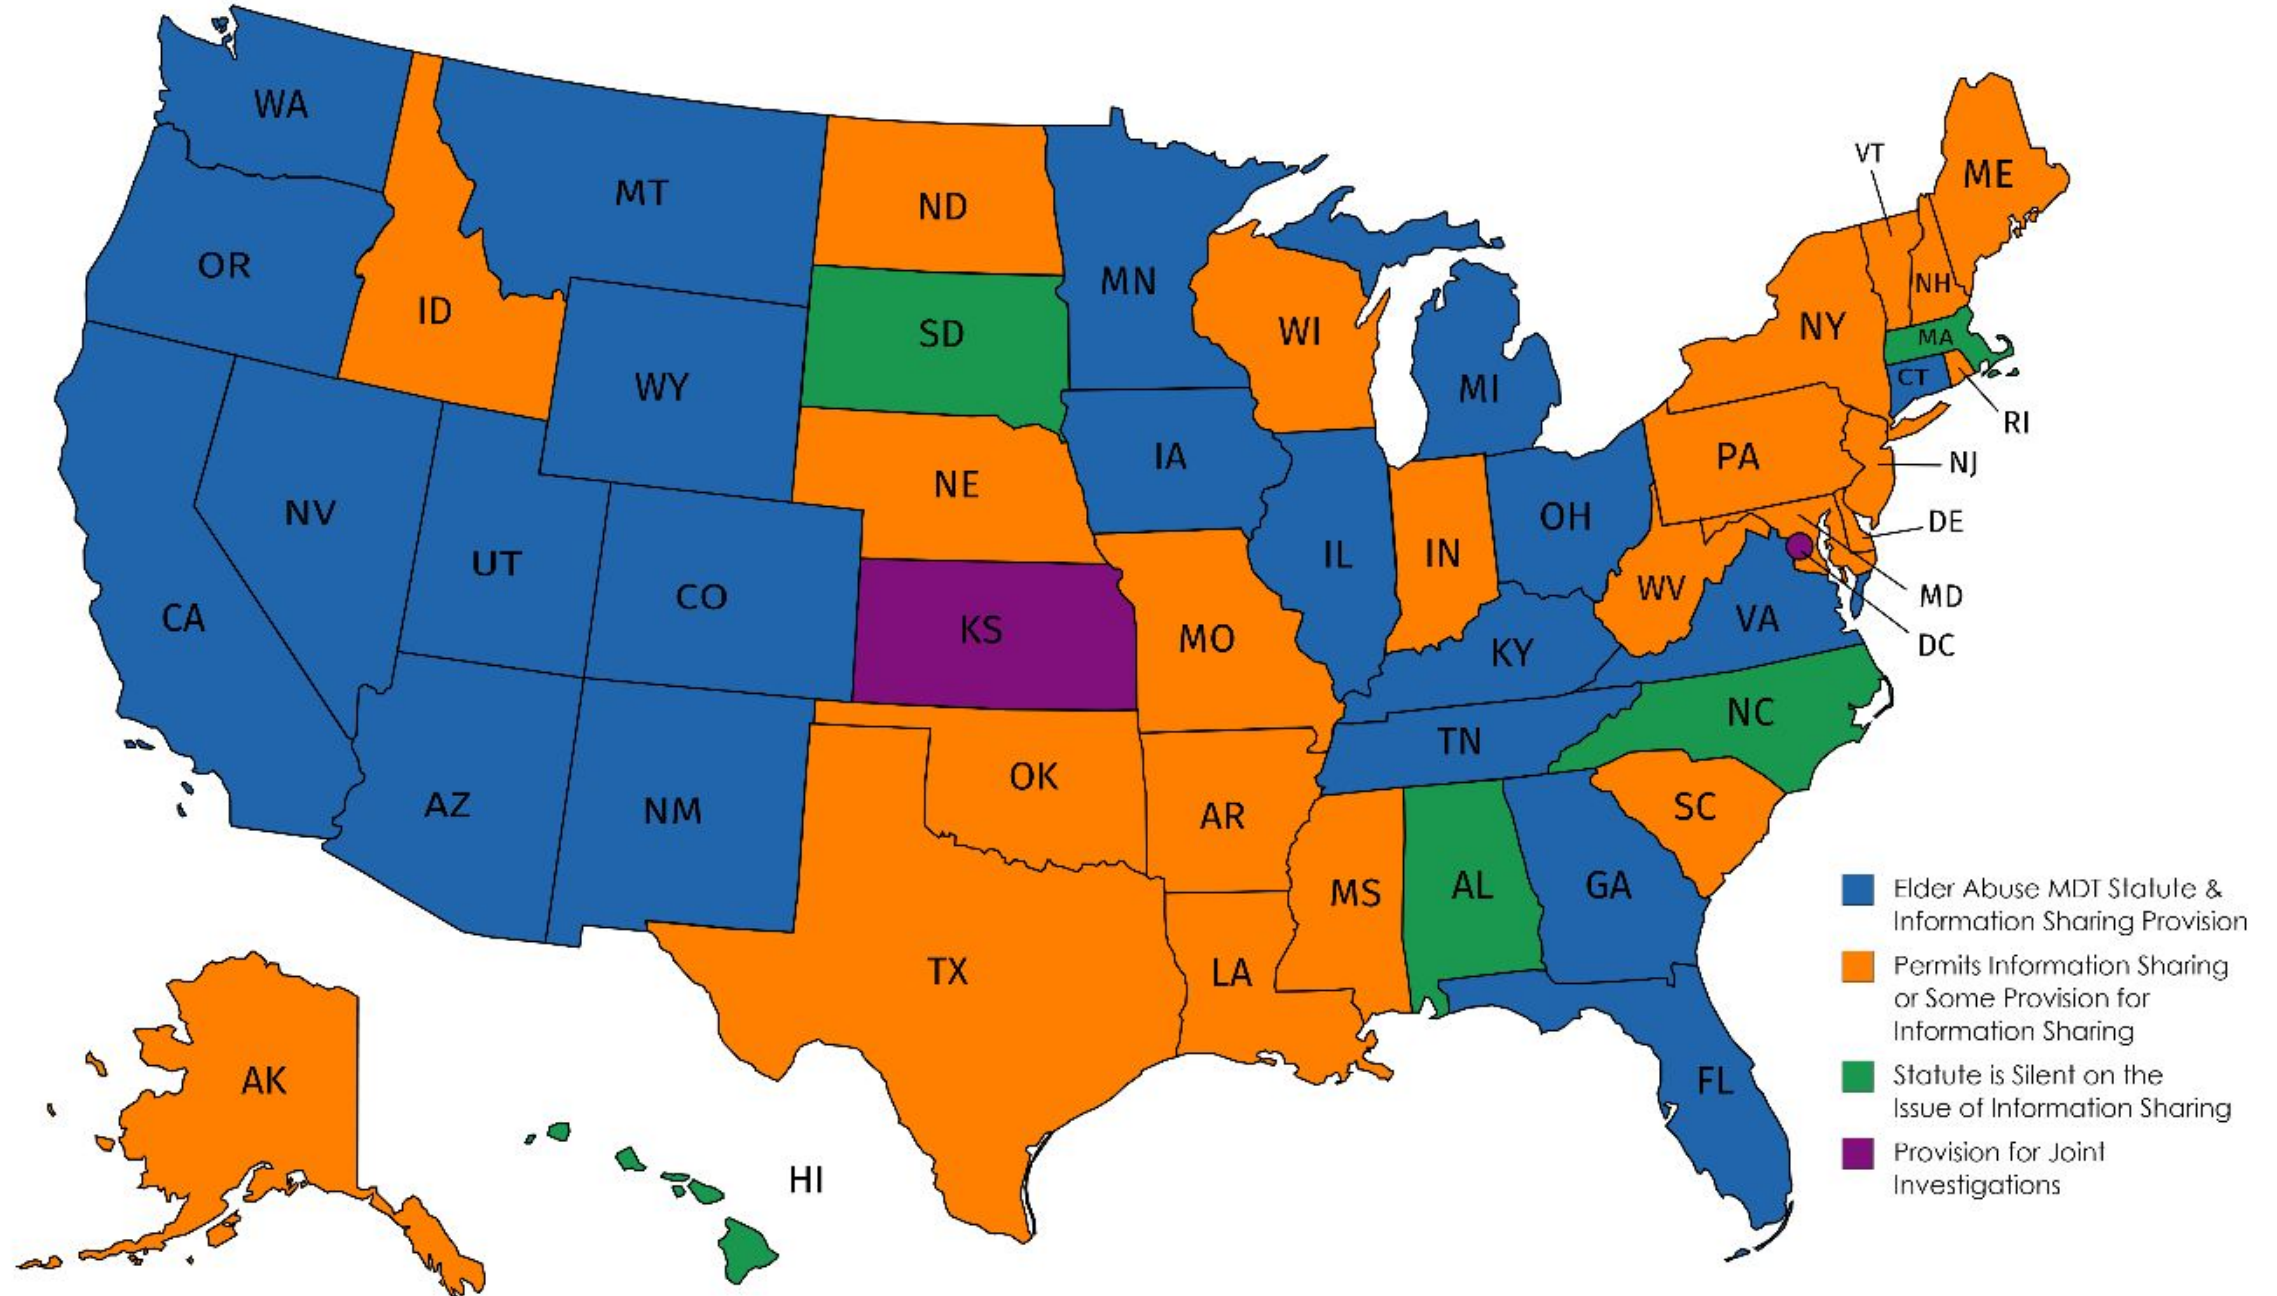 WA
MT
ND
MN
VT
ME
OR
ID
SD
WI
NH
NY
MA
WY
MI
CT
RI
IA
PA
NJ
NE
NV
OH
DE
UT
IL
IN
CO
WV
MD
CA
KS
MO
VA
KY
DC
NC
TN
OK
AZ
NM
AR
SC
MS
AL
GA
TX
LA
AK
FL
HI
Elder Abuse MDT Statute &
Information Sharing Provision
Permits Information Sharing
or Some Provision for
Information Sharing
Statute is Silent on the
Issue of Information Sharing
Provision for Joint
Investigations